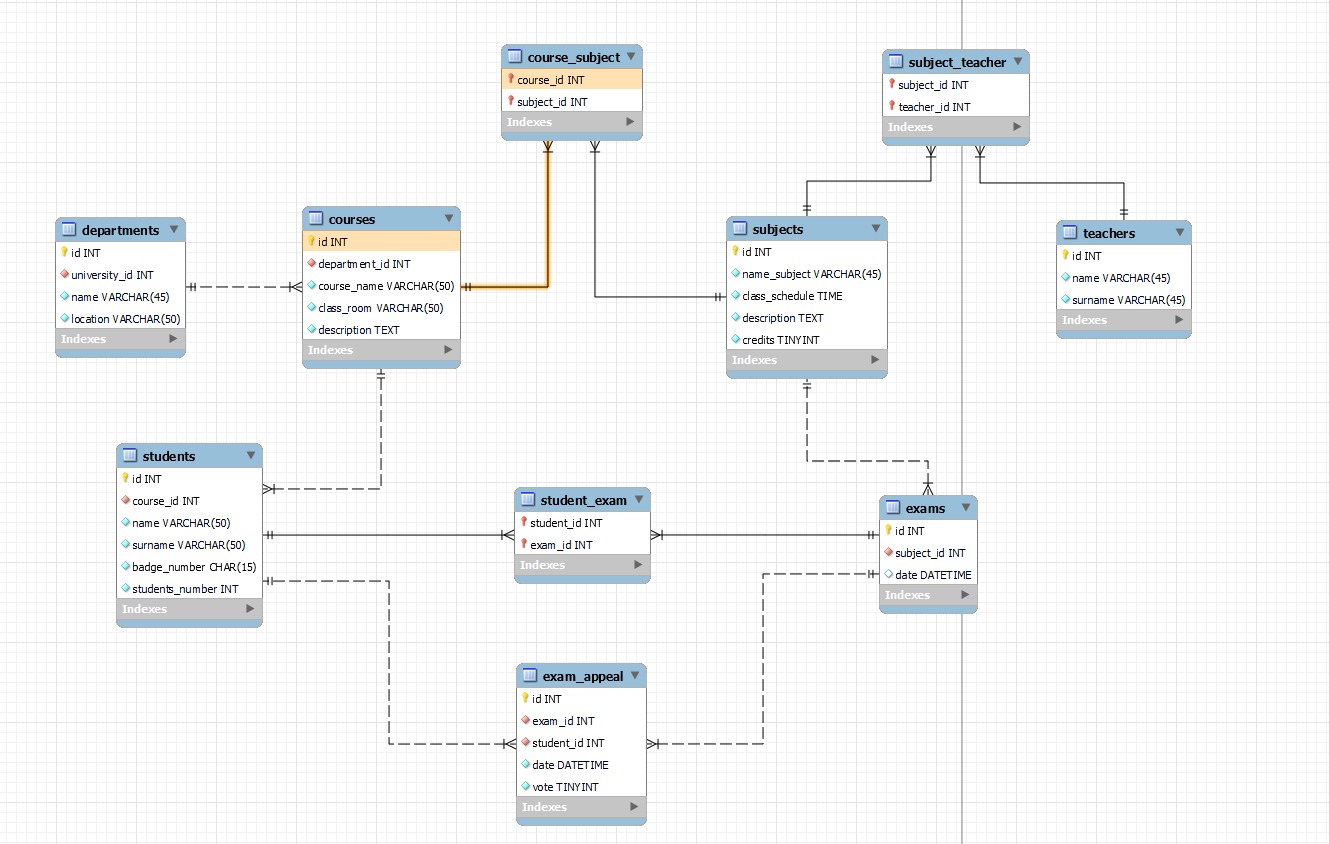 course_subject
course_id INT
subject_id INT
Indexes
subject_teacher
subject_id INT
teacher_id INT
Indexes
departments
id INT
university_id INT
name VARCHAR(45)
location VARCHAR(50)
Indexes
courses
id INT
department_id INT
course_name VARCHAR(50)
class_room VARCHAR(50)
description TEXT
Indexes
subjects
id INT
name_subject VARCHAR(45)
class_schedule TIME
description TEXT
credits TINYINT
Indexes
teachers
id INT
name VARCHAR(45)
surname VARCHAR(45)
Indexes
students
id INT
course_id INT
name VARCHAR(50)
surname VARCHAR(50)
badge_number CHAR(15)
students_number INT
Indexes
student_exam
student_id INT
exam_id INT
Indexes
exams
id INT
subject_id INT
date DATETIME
Indexes
exam_appeal
id INT
exam_id INT
student_id INT
date DATETIME
vote TINYINT
Indexes